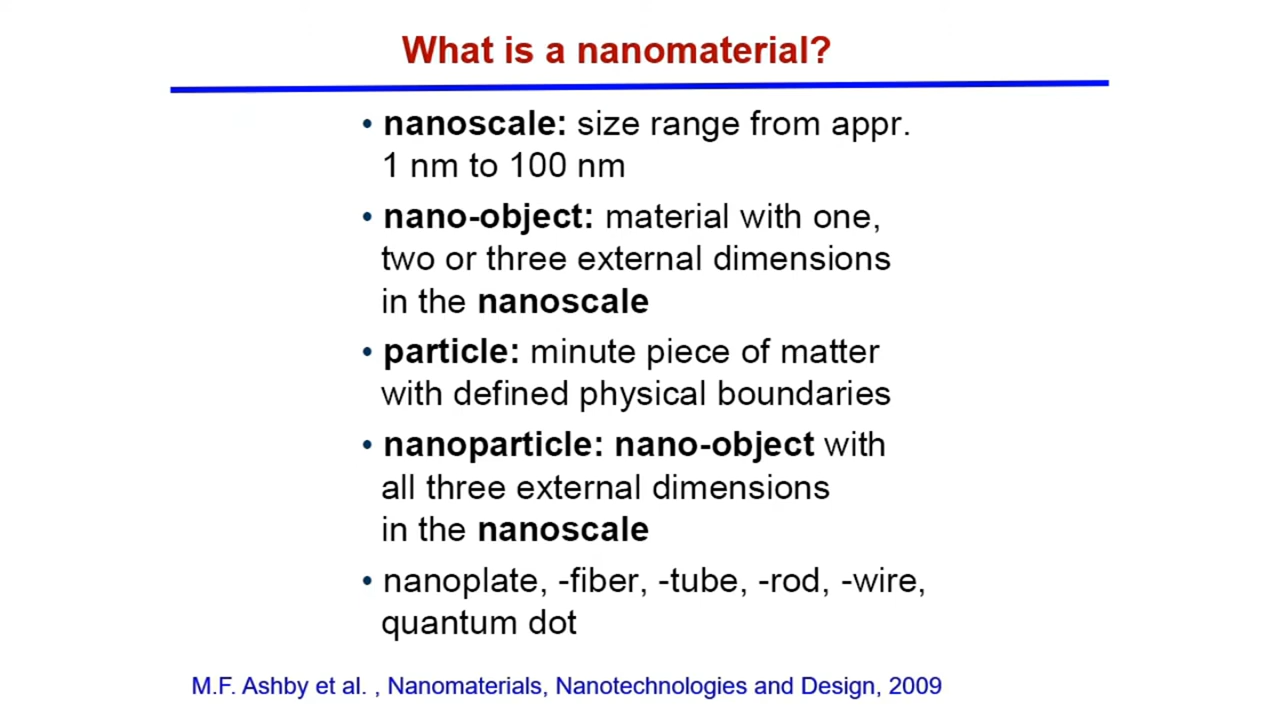 What is a nanomaterial?
• nanoscale: size range from appr.
1 nm to 100 nm
• nano-object: material with one,
two or three external dimensions
in the nanoscale
• particle: minute piece of matter
with defined physical boundaries
• nanoparticle: nano-object with
all three external dimensions
in the nanoscale
• nanoplate, -fiber, -tube, -rod, -wire,
quantum dot
M.F. Ashby et al. , Nanomaterials, Nanotechnologies and Design, 2009